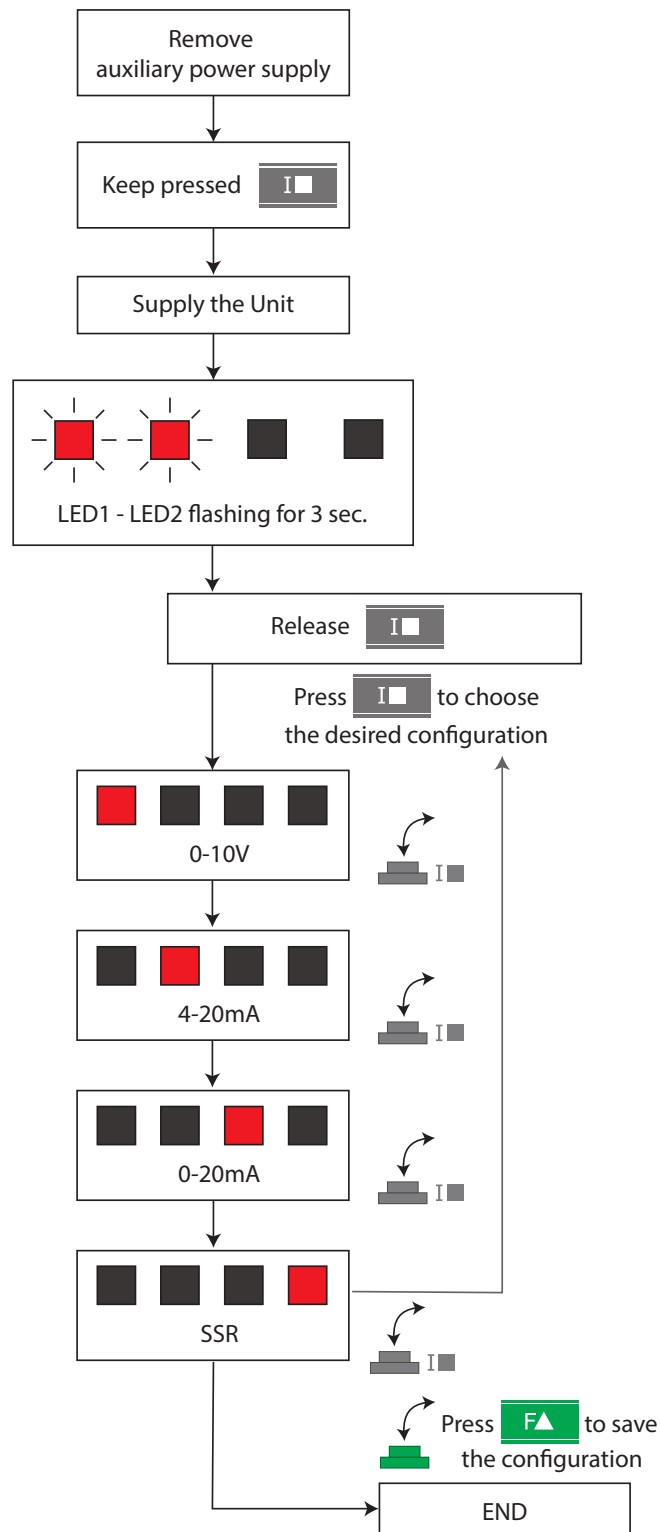 Remove
auxiliary power supply
Keep pressed I■
Supply the Unit
LED1 - LED2 flashing for 3 sec.
Release I■
Press I■ to choose
the desired configuration
0-10V
I■
4-20mA
I■
0-20mA
I■
SSR
I■
Press F▲ to save
the configuration
END